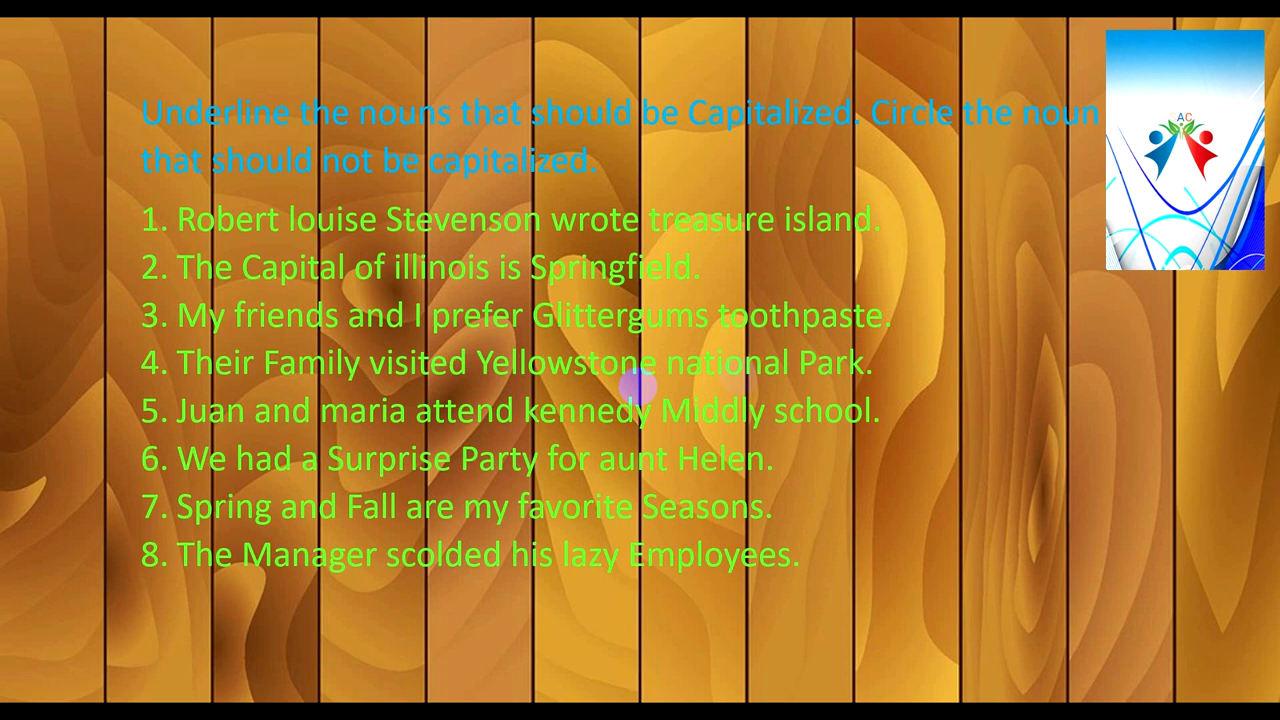 Underline the nouns that should be Capitalized. Circle the noun
that should not be capitalized.
1. Robert louise Stevenson wrote treasure island.
2. The Capital of illinois is Springfield.
3. My friends and I prefer Glittergums toothpaste.
4. Their Family visited Yellowstone national Park.
5. Juan and maria attend kennedy Middly school.
6. We had a Surprise Party for aunt Helen.
7. Spring and Fall are my favorite Seasons.
8. The Manager scolded his lazy Employees.
AC